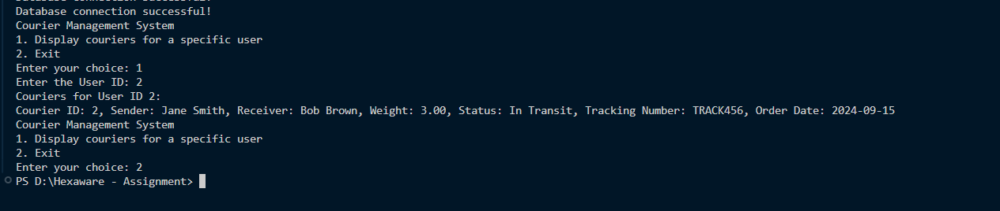 Database connection successful!
Database connection successful!
Courier Management System
1. Display couriers for a specific user
2. Exit
Enter your choice: 1
Enter the User ID: 2
Couriers for User ID 2:
Courier ID: 2, Sender: Jane Smith, Receiver: Bob Brown, Weight: 3.00, Status: In Transit, Tracking Number: TRACK456, Order Date: 2024-09-15
Courier Management System
1. Display couriers for a specific user
2. Exit
Enter your choice: 2
PS D:\Hexaware - Assignment>